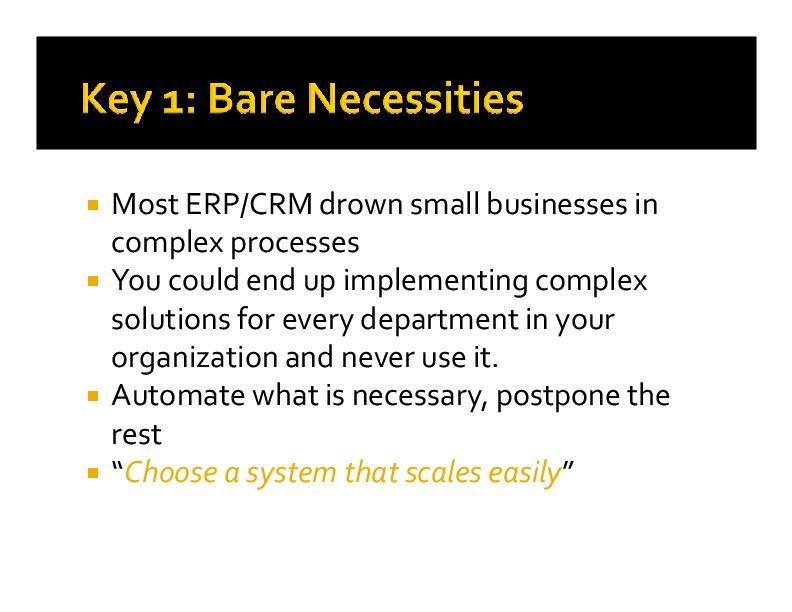 Key 1: Bare Necessities
Most ERP/CRM drown small businesses in
complex processes
You could end up implementing complex
solutions for every department in your
organization and never use it.
Automate what is necessary, postpone the
rest
“Choose a system that scales easily”